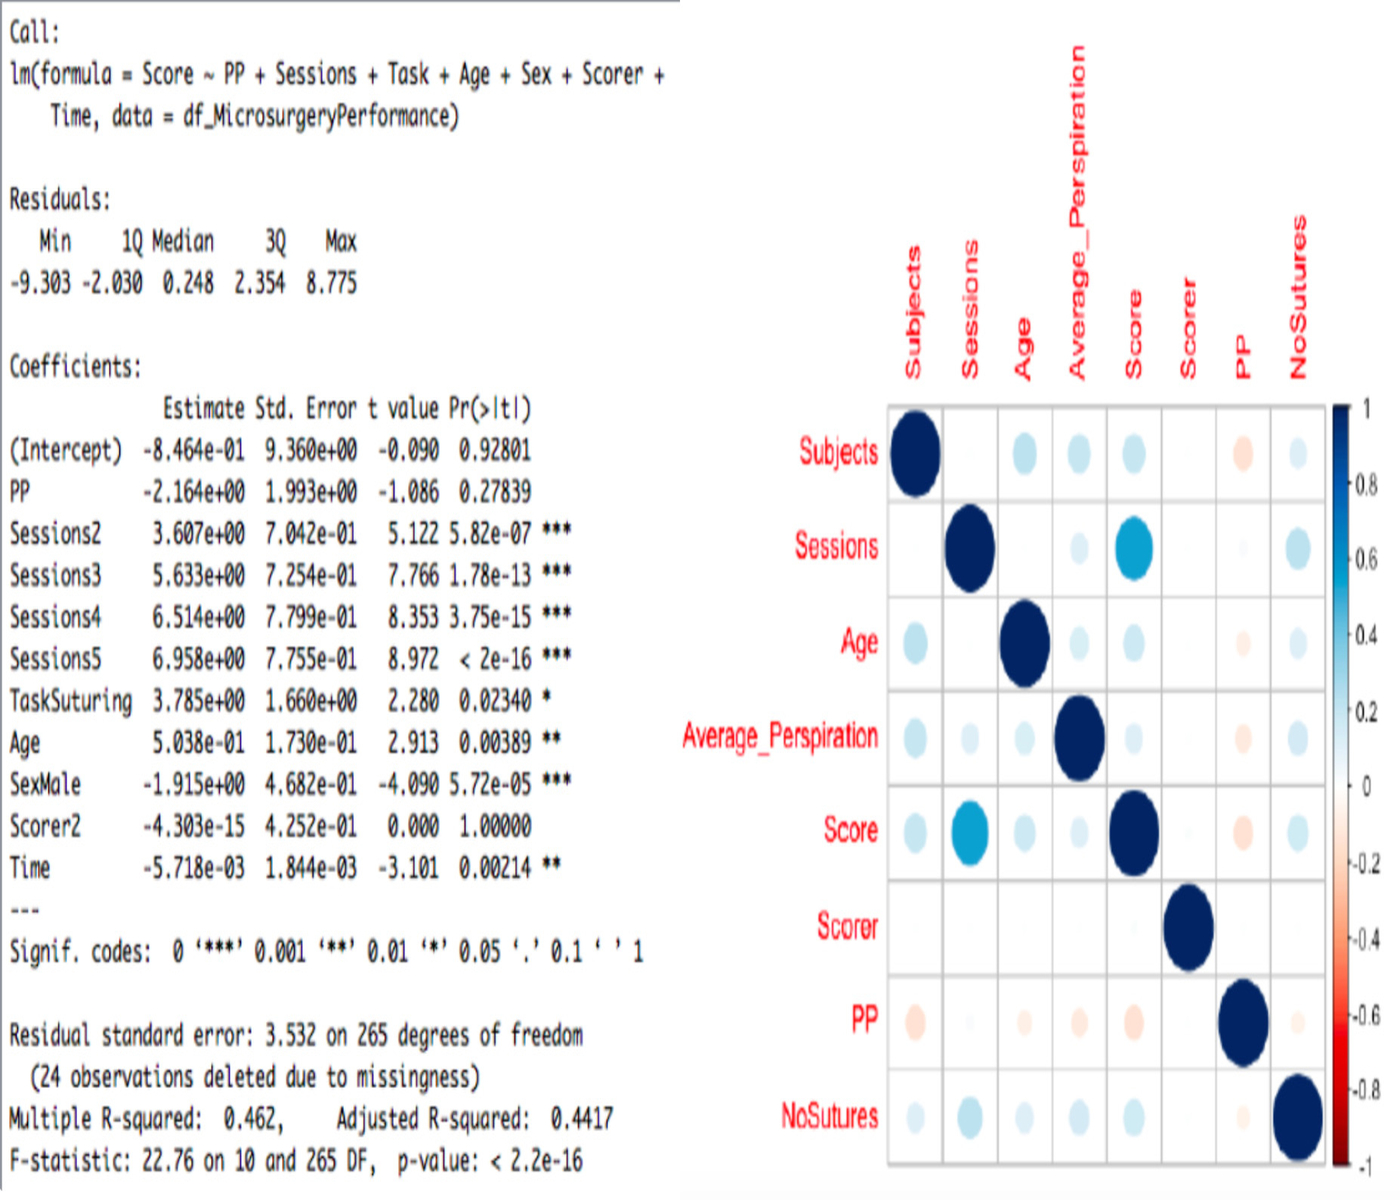 Call:
lm(formula = Score ~ PP + Sessions + Task + Age + Sex + Scorer +
Time, data = df_MicrosurgeryPerformance)
Residuals:
Min 1Q Median 3Q Max
-9.303 -2.030 0.248 2.354 8.775
Coefficients:
Estimate Std. Error t value Pr(>|t|)
(Intercept) -8.464e-01 9.360e+00 -0.090 0.92801
PP -2.164e+00 1.993e+00 -1.086 0.27839
Sessions2 3.607e+00 7.042e-01 5.122 5.82e-07 ***
Sessions3 5.633e+00 7.254e-01 7.766 1.78e-13 ***
Sessions4 6.514e+00 7.799e-01 8.353 3.75e-15 ***
Sessions5 6.958e+00 7.755e-01 8.972 < 2e-16 ***
TaskSuturing 3.785e+00 1.660e+00 2.280 0.02340 *
Age 5.038e-01 1.730e-01 2.913 0.00389 **
SexMale -1.915e+00 4.682e-01 -4.090 5.72e-05 ***
Scorer2 -4.303e-15 4.252e-01 0.000 1.00000
Time -5.718e-03 1.844e-03 -3.101 0.00214 **
---
Signif. codes: 0 ‘***’ 0.001 ‘**’ 0.01 ‘*’ 0.05 ‘.’ 0.1 ‘ ’ 1
Residual standard error: 3.532 on 265 degrees of freedom
(24 observations deleted due to missingness)
Multiple R-squared: 0.462, Adjusted R-squared: 0.4417
F-statistic: 22.76 on 10 and 265 DF, p-value: < 2.2e-16
Subjects
Sessions
Age
Average_Perspiration
Score
Scorer
PP
NoSutures
Subjects
Sessions
Age
Average_Perspiration
Score
Scorer
PP
NoSutures
1
0.8
0.6
0.4
0.2
0
-0.2
-0.4
-0.6
-0.8
-1